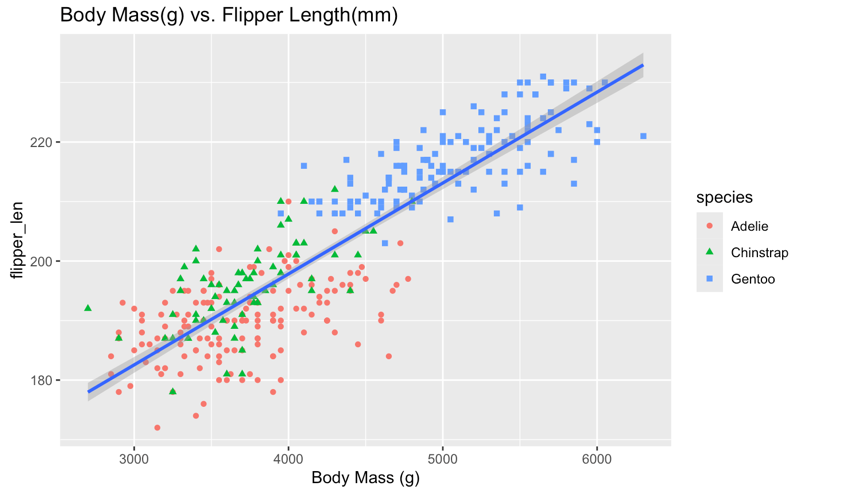 Body Mass(g) vs. Flipper Length(mm)
220
200
180
flipper_len
3000 4000 5000 6000
Body Mass (g)
species
Adelie
Chinstrap
Gentoo